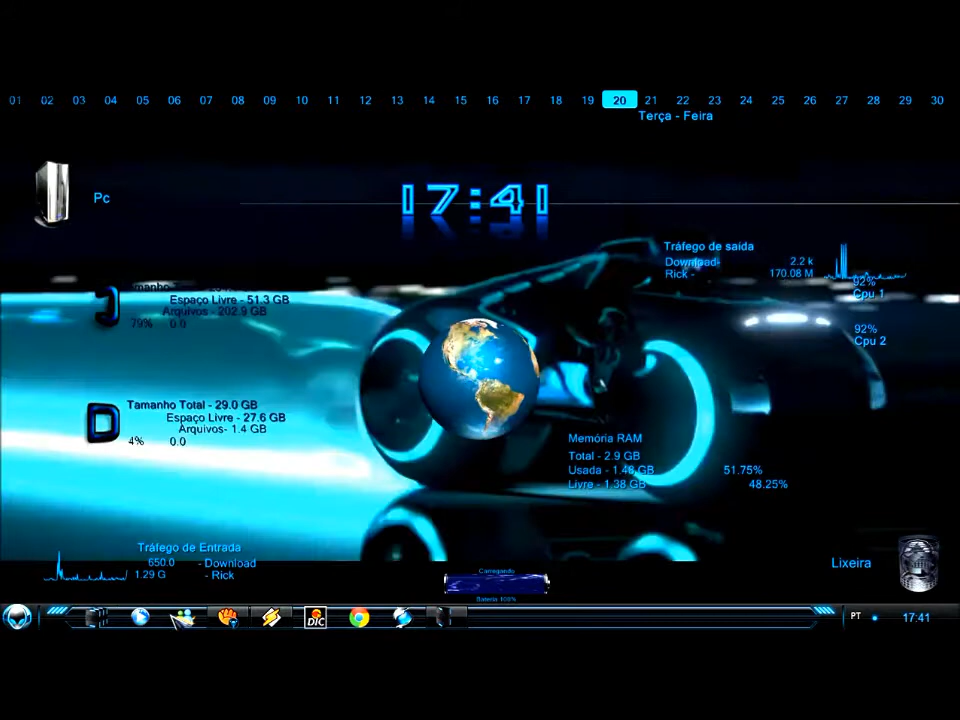 01 02 03 04 05 06 07 08 09 10 11 12 13 14 15 16 17 18 19 20 21 22 23 24 25 26 27 28 29 30
Terça - Feira
Pc
17:41
Tráfego de saída
Download- 2.2 k
Rick - 170.08 M
92%
Cpu 1
92%
Cpu 2
J
Espaço Livre - 51.3 GB
Arquivos - 202.9 GB
79% 0.0
D
Tamanho Total - 29.0 GB
Espaço Livre - 27.6 GB
Arquivos- 1.4 GB
4% 0.0
Memória RAM
Total - 2.9 GB
Usada - 1.48 GB 51.75%
Livre - 1.38 GB 48.25%
Tráfego de Entrada
650.0 - Download
1.29 G - Rick
Carregando
Bateria 100%
Lixeira
DIC
PT
17:41